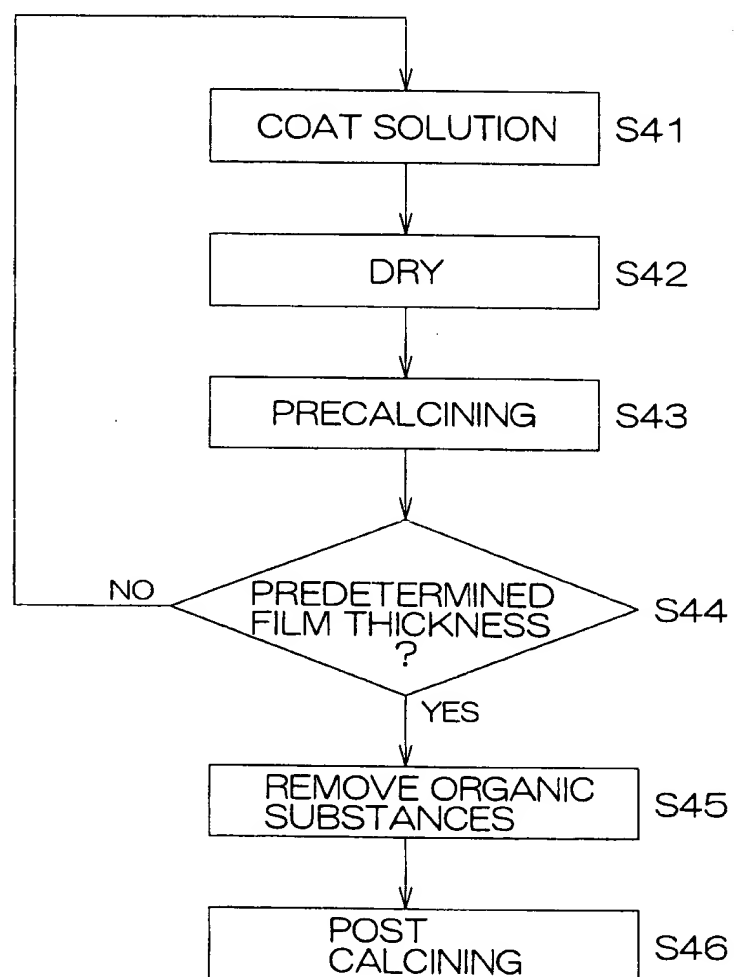 COAT SOLUTION S41
DRY S42
PRECALCINING S43
NO
PREDETERMINED
FILM THICKNESS
?
S44
YES
REMOVE ORGANIC
SUBSTANCES
S45
POST
CALCINING
S46